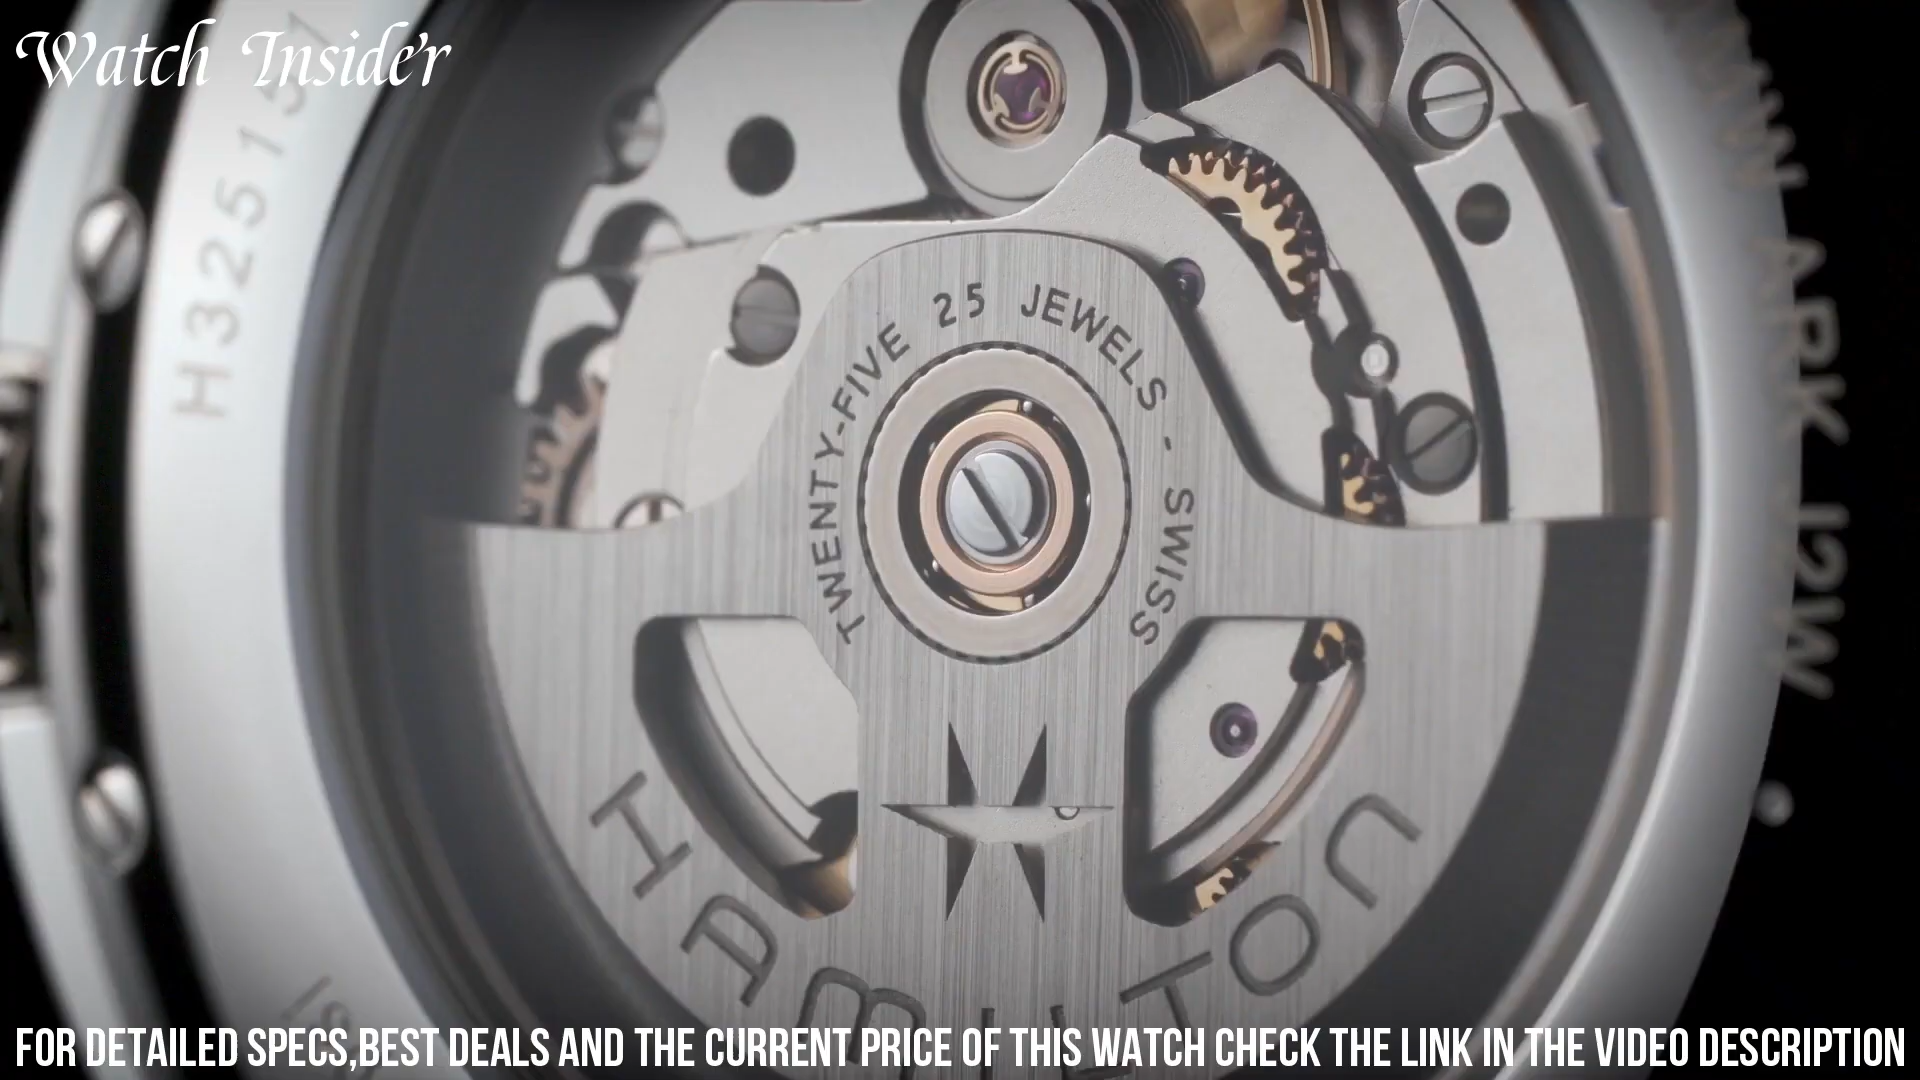 Watch Insider
H325151
TWENTY-FIVE 25 JEWELS - SWISS
HAMILTON
FOR DETAILED SPECS,BEST DEALS AND THE CURRENT PRICE OF THIS WATCH CHECK THE LINK IN THE VIDEO DESCRIPTION